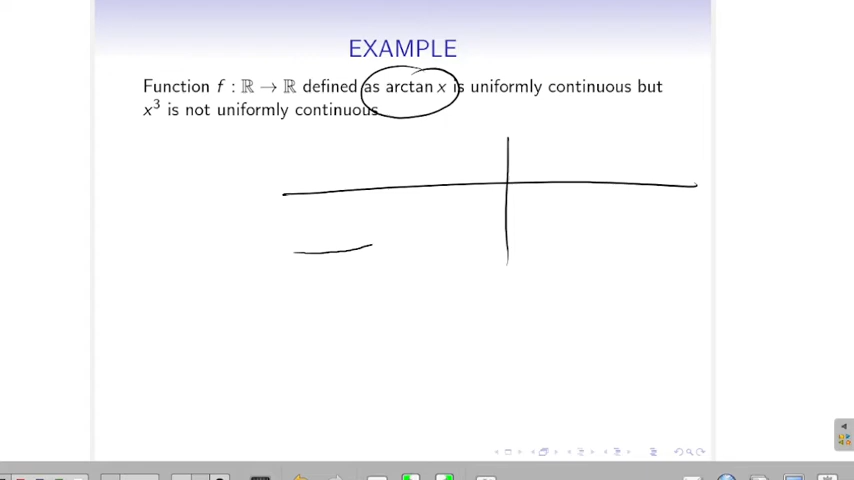 EXAMPLE
Function f : ℝ → ℝ defined as arctan x is uniformly continuous but
x³ is not uniformly continuous.